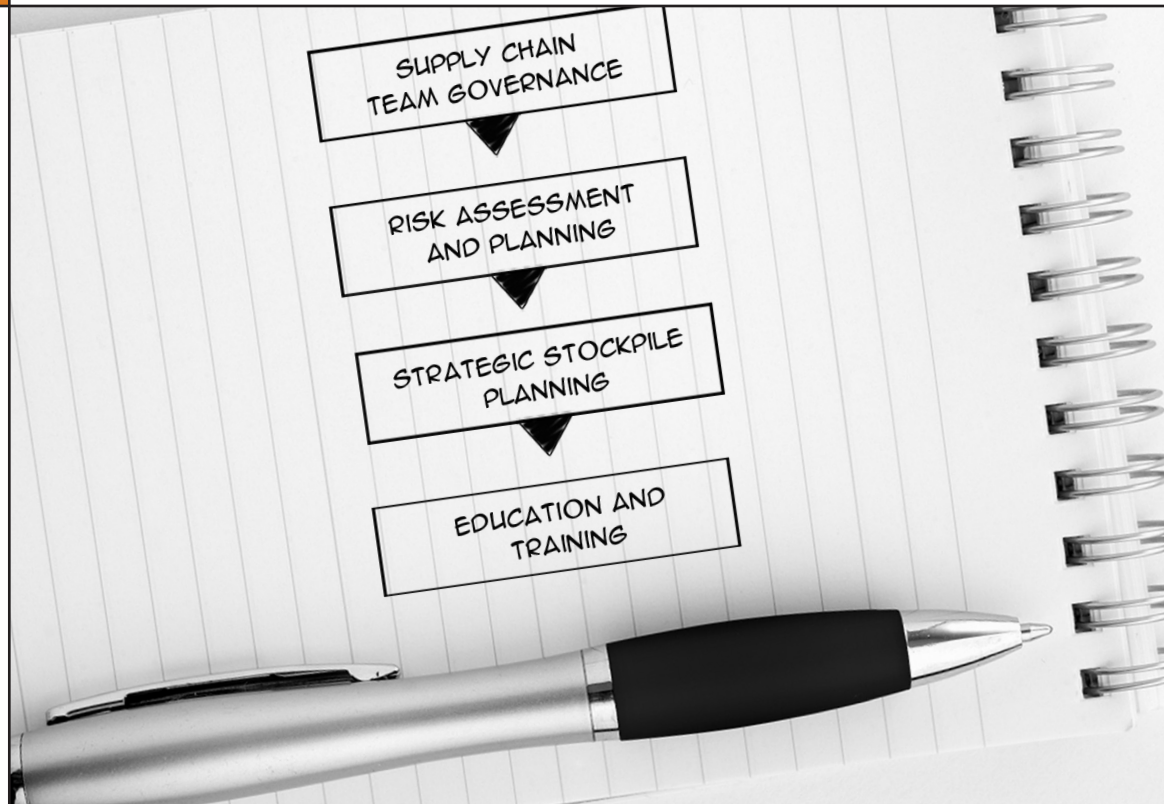 SUPPLY CHAIN
TEAM GOVERNANCE
RISK ASSESSMENT
AND PLANNING
STRATEGIC STOCKPILE
PLANNING
EDUCATION AND
TRAINING